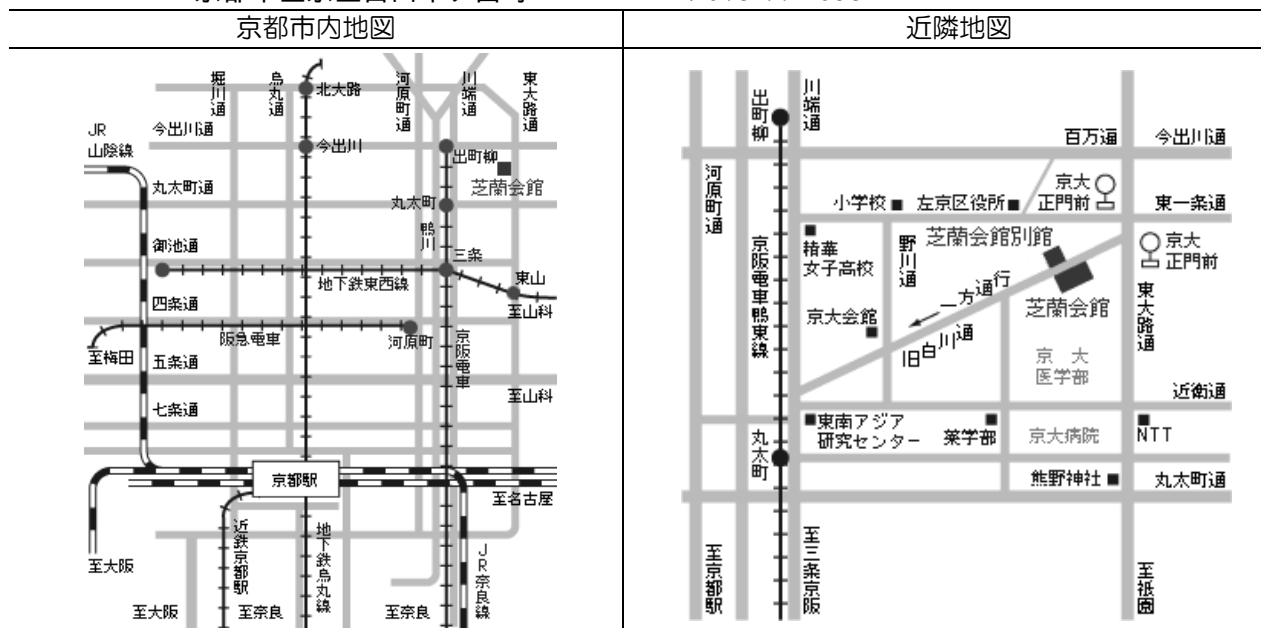 京都市内地図
近隣地図
堀川通
烏丸通
北大路
河原町通
川端通
東大路通
JR
山陰線
今出川通
今出川
出町柳
芝蘭会館
丸太町通
丸太町
鴨川
御池通
三条
地下鉄東西線
東山
至山科
四条通
阪急電車
河原町
京阪電車
至梅田
五条通
至山科
七条通
京都駅
至名古屋
近鉄京都駅
地下鉄烏丸線
JR奈良線
至大阪
至大阪
至奈良
至奈良
出町柳
川端通
百万遍
今出川通
河原町通
京大
正門前
小学校
左京区役所
東一条通
芝蘭会館別館
京大
正門前
精華
女子高校
野川通
京阪電車鴨東線
一方通行
芝蘭会館
東大路通
京大会館
旧白川通
京大
医学部
近衛通
東南アジア
研究センター
薬学部
京大病院
NTT
丸太町
熊野神社
丸太町通
至京都駅
至三条京阪
至祇園